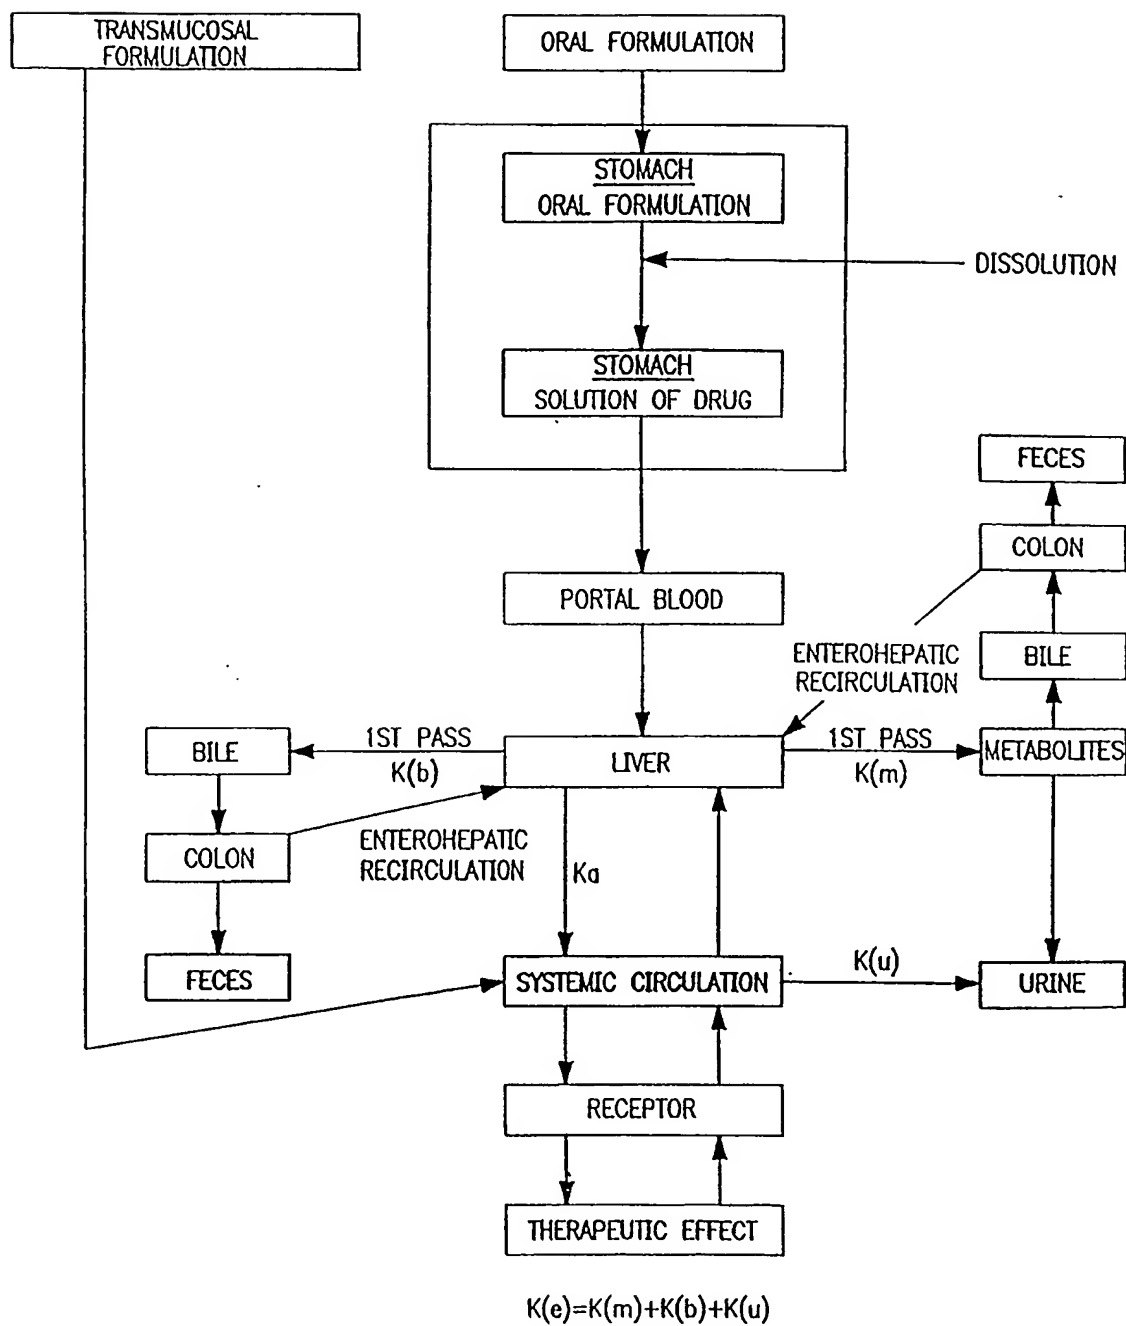 TRANSMUCOSAL
FORMULATION
ORAL FORMULATION
STOMACH
ORAL FORMULATION
DISSOLUTION
STOMACH
SOLUTION OF DRUG
FECES
COLON
PORTAL BLOOD
ENTEROHEPATIC
RECIRCULATION
BILE
BILE
1ST PASS
K(b)
LIVER
1ST PASS
K(m)
METABOLITES
COLON
ENTEROHEPATIC
RECIRCULATION
Ka
FECES
SYSTEMIC CIRCULATION
K(u)
URINE
RECEPTOR
THERAPEUTIC EFFECT
K(e)=K(m)+K(b)+K(u)